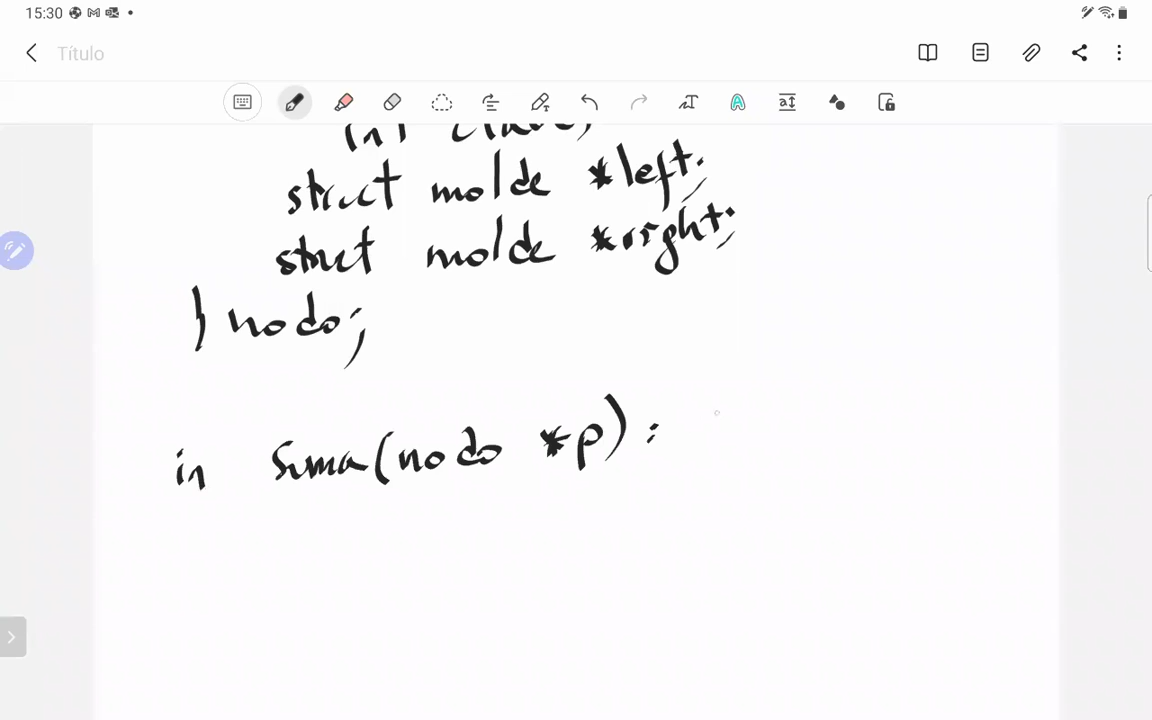 15:30
Título
struct molde *left;
struct molde *right;
} nodo;
in suma(nodo *p):